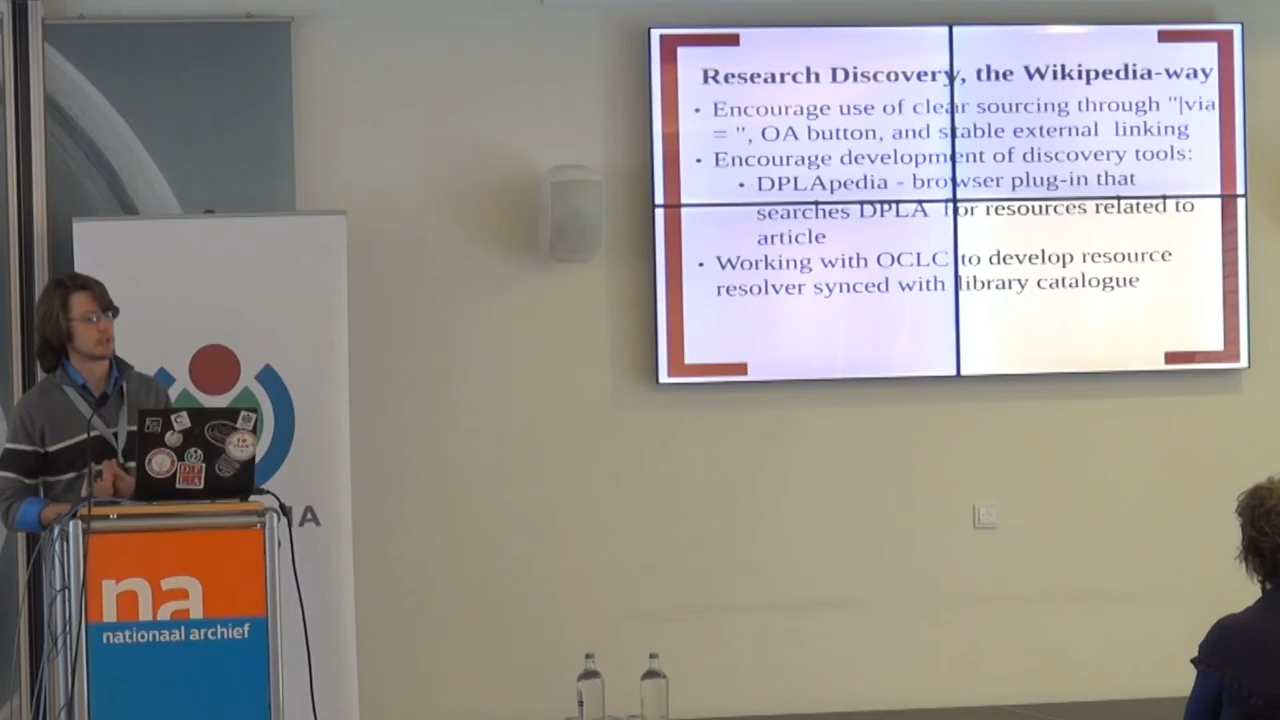 Research Discovery, the Wikipedia-way
• Encourage use of clear sourcing through "|via
= ", OA button, and stable external linking
• Encourage development of discovery tools:
• DPLApedia - browser plug-in that
searches DPLA for resources related to
article
• Working with OCLC to develop resource
resolver synced with library catalogue
IA
na
nationaal archief